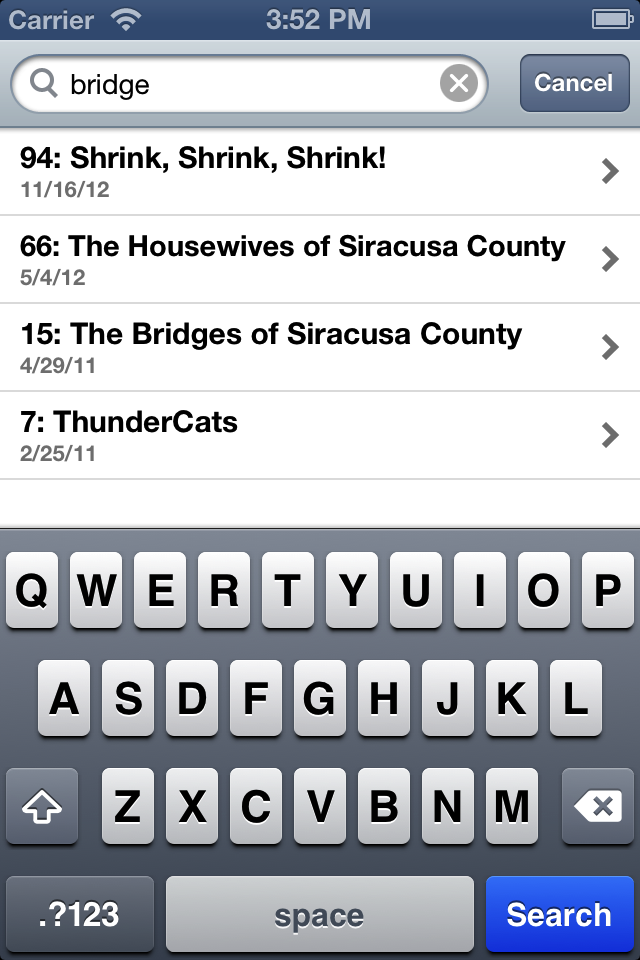 Carrier 3:52 PM
bridge Cancel
94: Shrink, Shrink, Shrink!
11/16/12
66: The Housewives of Siracusa County
5/4/12
15: The Bridges of Siracusa County
4/29/11
7: ThunderCats
2/25/11
Q W E R T Y U I O P
A S D F G H J K L
Z X C V B N M
.?123 space Search